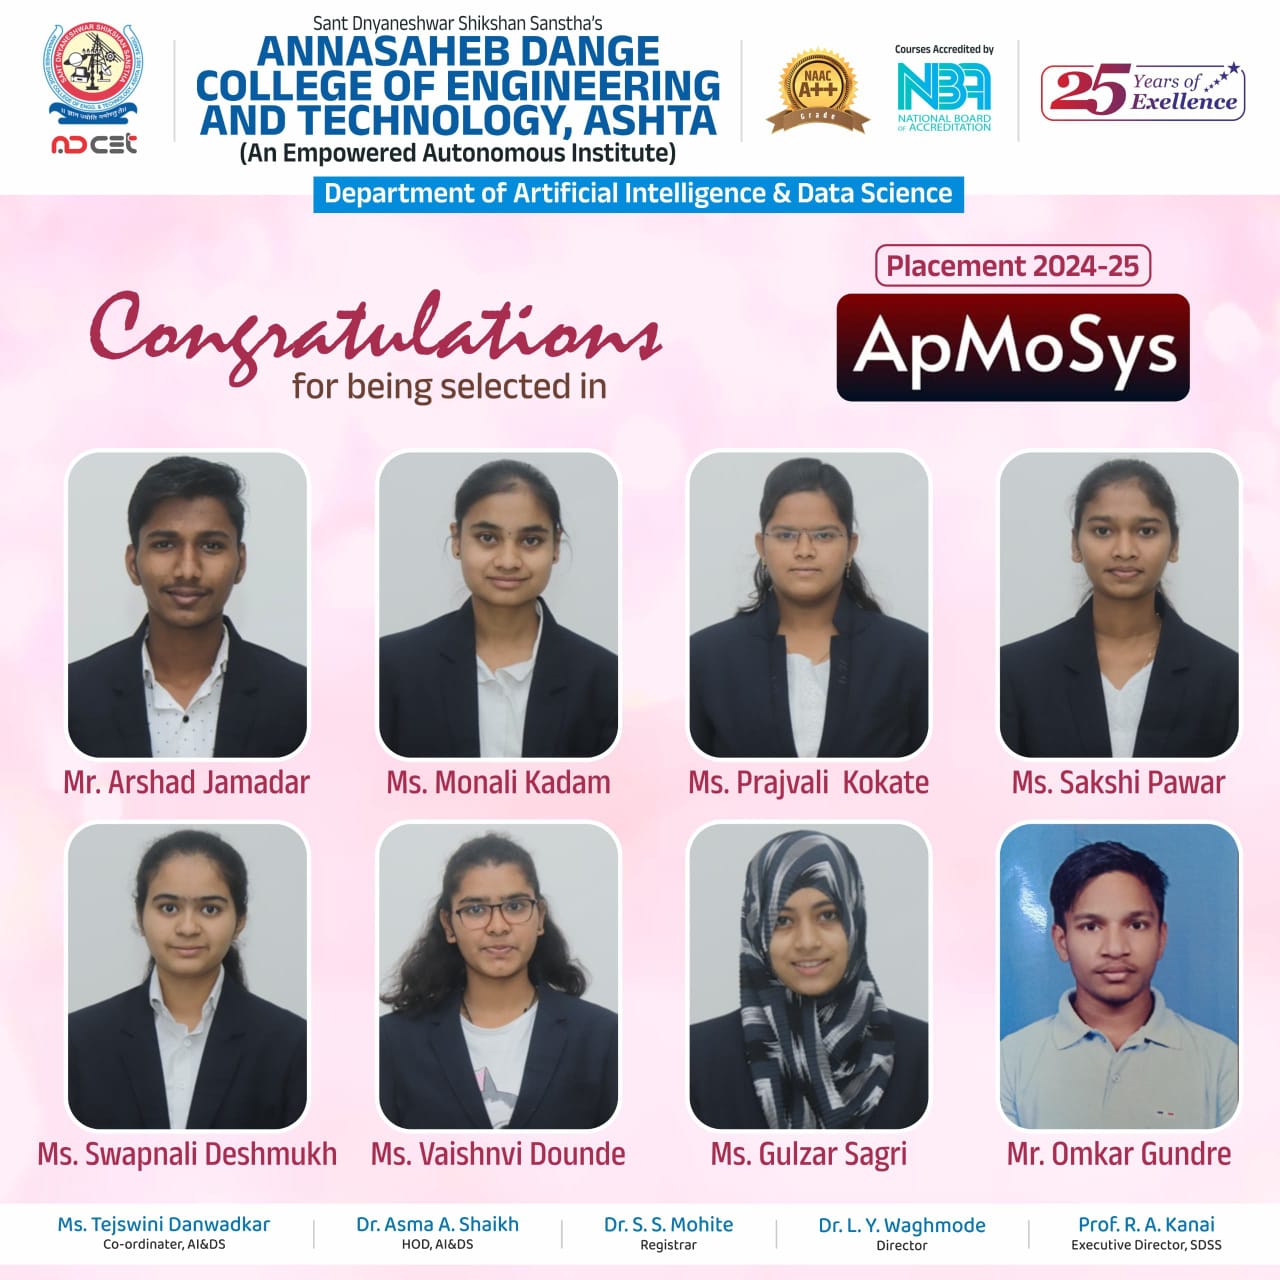 Sant Dnyaneshwar Shikshan Sanstha's
ANNASAHEB DANGE
COLLEGE OF ENGINEERING
AND TECHNOLOGY, ASHTA
(An Empowered Autonomous Institute)
ADCET
NAAC
A++
Grade
Courses Accredited by
NBA
NATIONAL BOARD
OF ACCREDITATION
25 Years of
Exellence
Department of Artificial Intelligence & Data Science
Placement 2024-25
Congratulations
for being selected in
ApMoSys
Mr. Arshad Jamadar
Ms. Monali Kadam
Ms. Prajvali Kokate
Ms. Sakshi Pawar
Ms. Swapnali Deshmukh
Ms. Vaishnvi Dounde
Ms. Gulzar Sagri
Mr. Omkar Gundre
Ms. Tejswini Danwadkar
Co-ordinater, AI&DS
Dr. Asma A. Shaikh
HOD, AI&DS
Dr. S. S. Mohite
Registrar
Dr. L. Y. Waghmode
Director
Prof. R. A. Kanai
Executive Director, SDSS